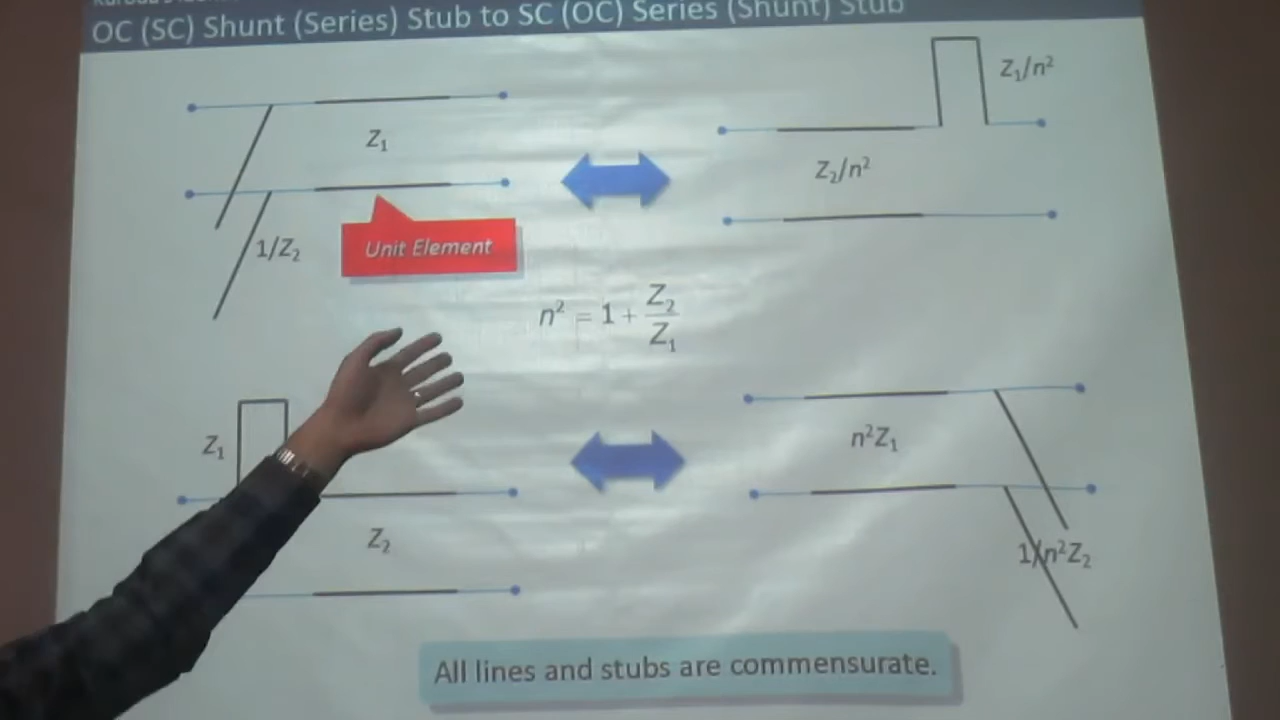 OC (SC) Shunt (Series) Stub to SC (OC) Series (Shunt) Stub
Z₁/n²
Z₁
Z₂/n²
1/Z₂
Unit Element
n² = 1 + Z₂/Z₁
Z₁
n²Z₁
Z₂
1/n²Z₂
All lines and stubs are commensurate.